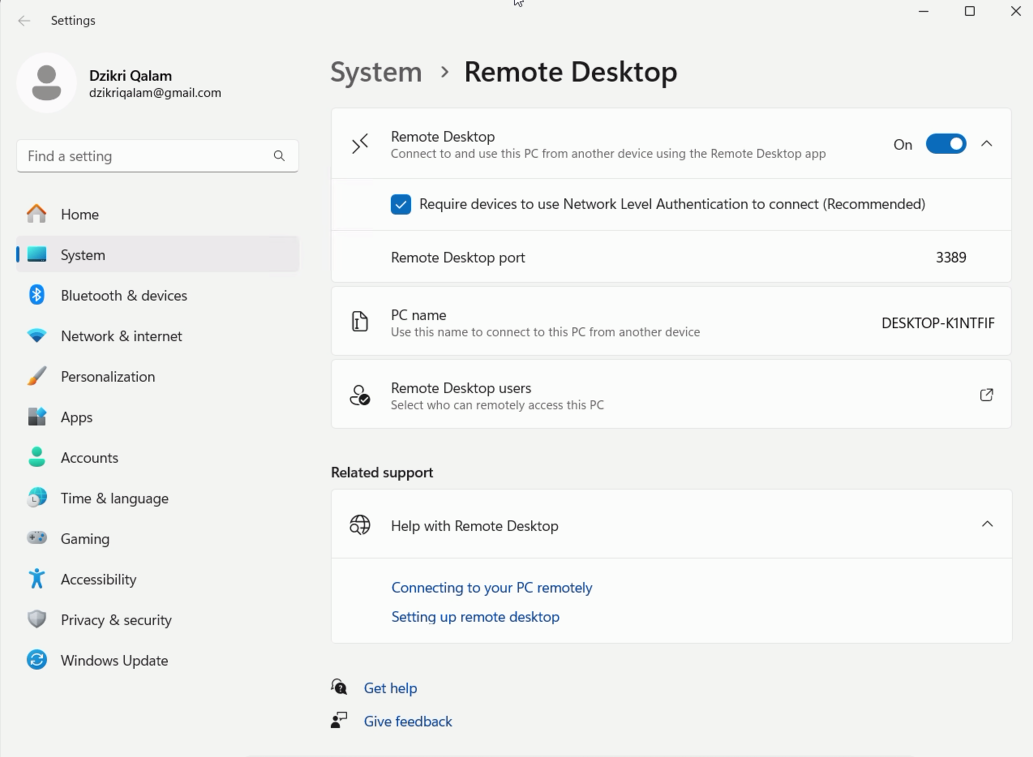 Settings
Dzikri Qalam
dzikriqalam@gmail.com
Find a setting
Home
System
Bluetooth & devices
Network & internet
Personalization
Apps
Accounts
Time & language
Gaming
Accessibility
Privacy & security
Windows Update
System > Remote Desktop
Remote Desktop
Connect to and use this PC from another device using the Remote Desktop app
On
Require devices to use Network Level Authentication to connect (Recommended)
Remote Desktop port 3389
PC name
Use this name to connect to this PC from another device
DESKTOP-K1NTFIF
Remote Desktop users
Select who can remotely access this PC
Related support
Help with Remote Desktop
Connecting to your PC remotely
Setting up remote desktop
Get help
Give feedback